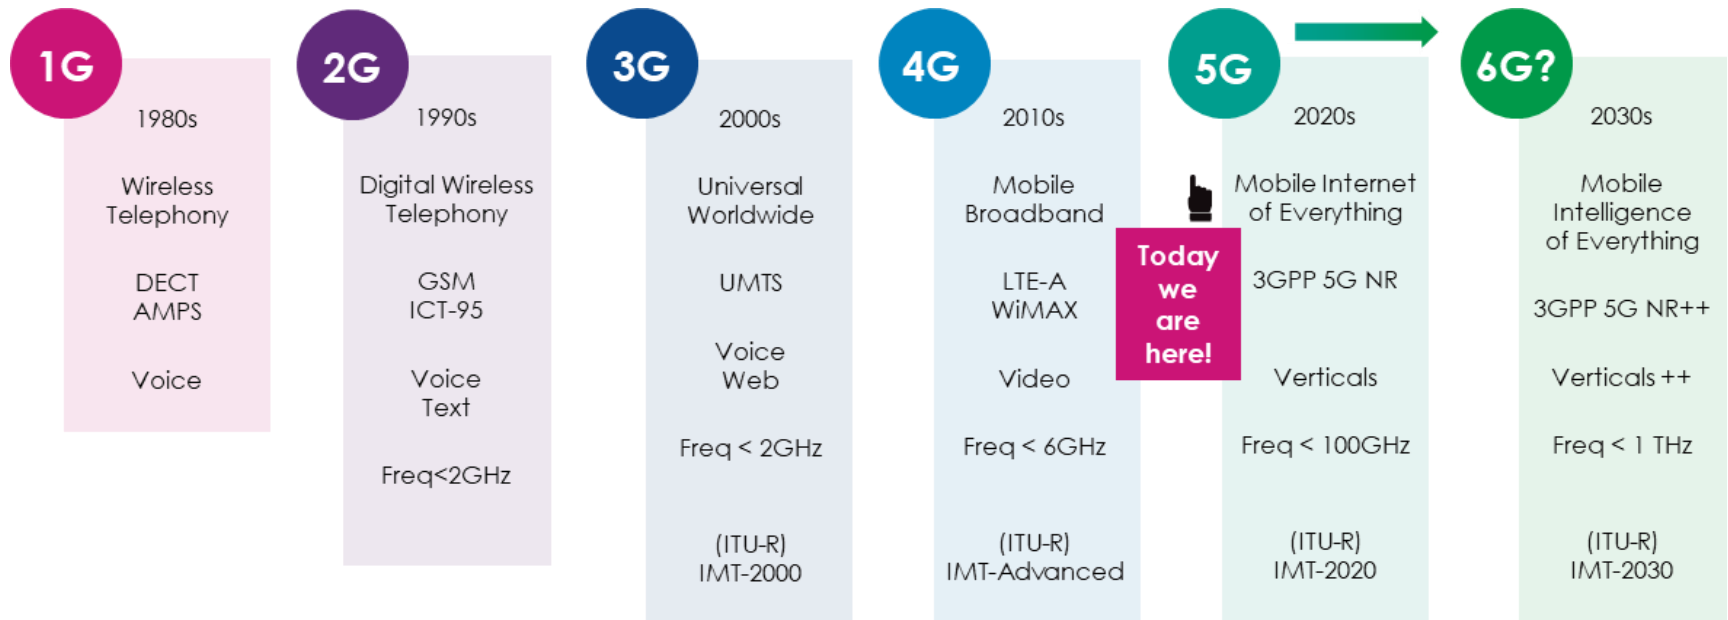 1G
1980s
Wireless
Telephony
DECT
AMPS
Voice
2G
1990s
Digital Wireless
Telephony
GSM
ICT-95
Voice
Text
Freq<2GHz
3G
2000s
Universal
Worldwide
UMTS
Voice
Web
Freq < 2GHz
(ITU-R)
IMT-2000
4G
2010s
Mobile
Broadband
LTE-A
WiMAX
Video
Freq < 6GHz
(ITU-R)
IMT-Advanced
Today
we
are
here!
5G
2020s
Mobile Internet
of Everything
3GPP 5G NR
Verticals
Freq < 100GHz
(ITU-R)
IMT-2020
6G?
2030s
Mobile
Intelligence
of Everything
3GPP 5G NR++
Verticals ++
Freq < 1 THz
(ITU-R)
IMT-2030